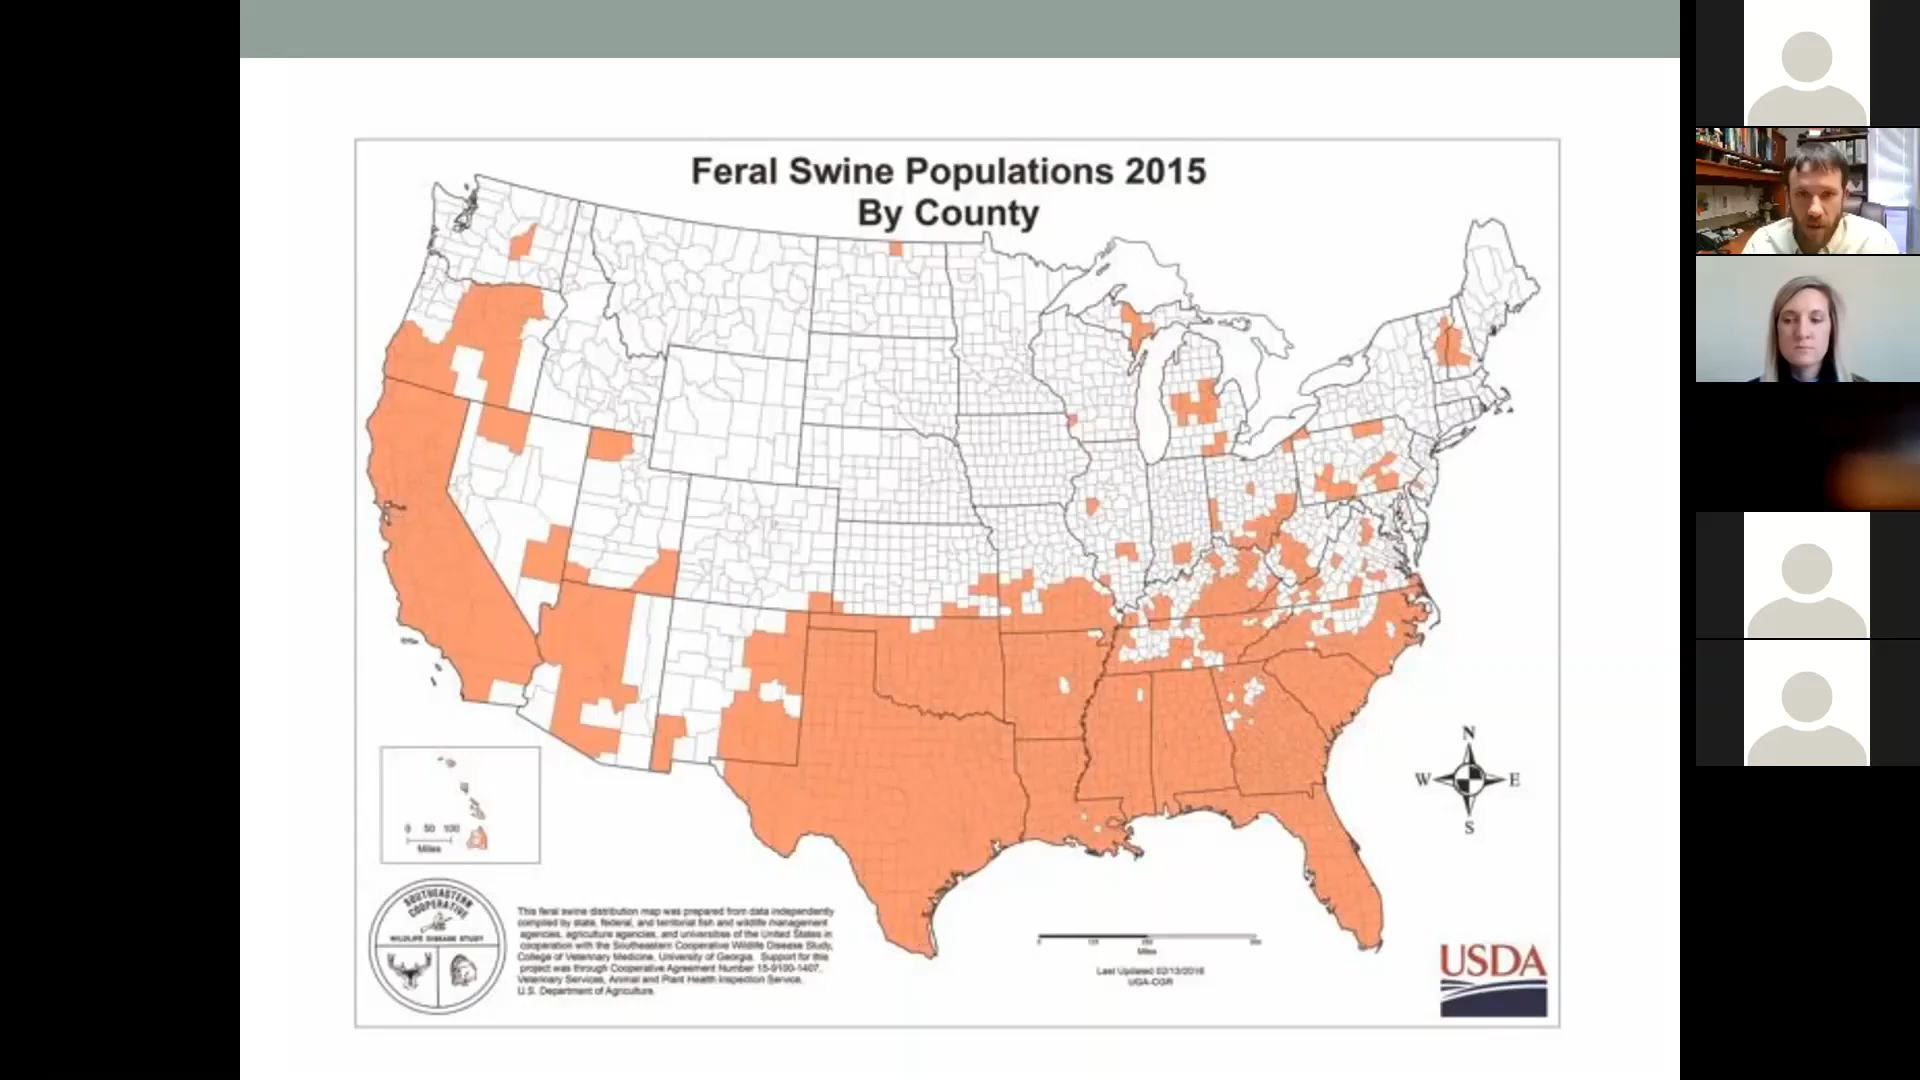 Feral Swine Populations 2015
By County
N
W
E
S
0 50 100
Miles
SOUTHEASTERN
COOPERATIVE
WILDLIFE DISEASE STUDY
This feral swine distribution map was prepared from data independently
compiled by state, federal, and territorial fish and wildlife management
agencies, agriculture agencies, and universities of the United States in
cooperation with the Southeastern Cooperative Wildlife Disease Study,
College of Veterinary Medicine, University of Georgia. Support for this
project was through Cooperative Agreement Number 15-9100-1407,
Veterinary Services, Animal and Plant Health Inspection Service,
U.S. Department of Agriculture.
Miles
Last Updated 02/13/2016
UGA-CGR
USDA